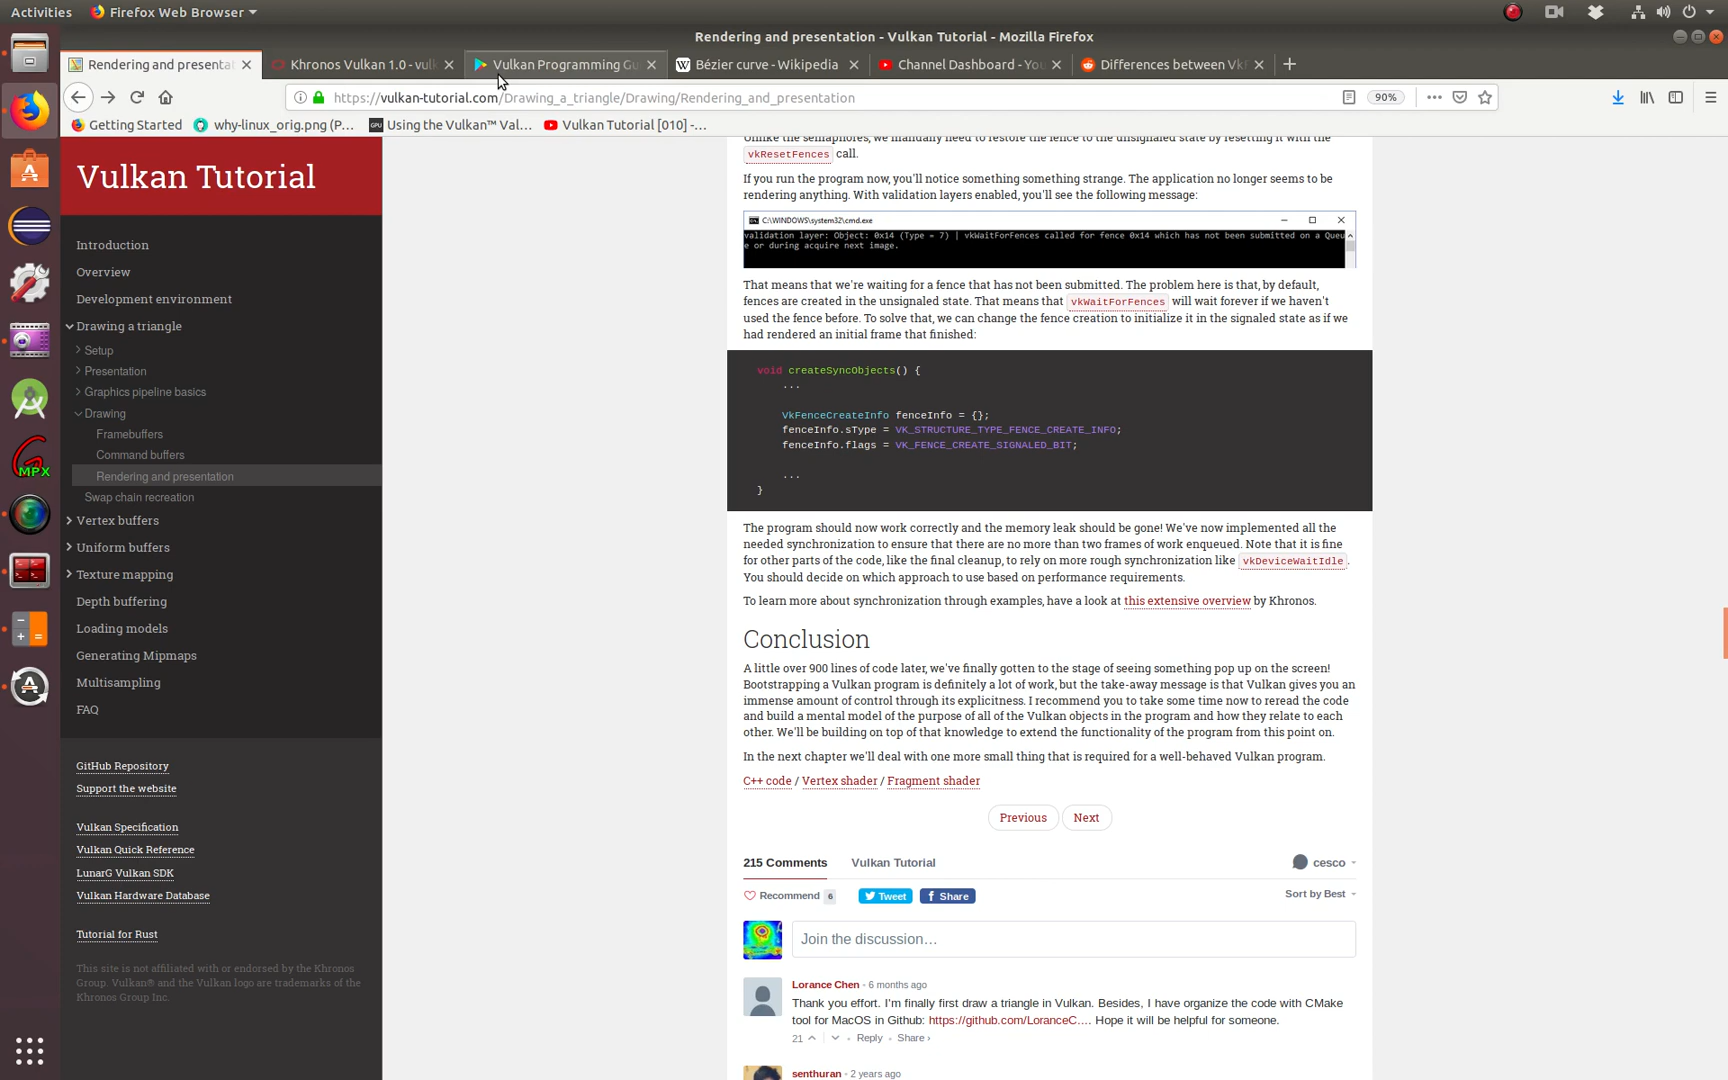 Activities
Firefox Web Browser
Rendering and presentation - Vulkan Tutorial - Mozilla Firefox
Rendering and presentat
Khronos Vulkan 1.0 - vulk
Vulkan Programming Gu
Bézier curve - Wikipedia
Channel Dashboard - You
Differences between VkF
https://vulkan-tutorial.com/Drawing_a_triangle/Drawing/Rendering_and_presentation
90%
Getting Started
why-linux_orig.png (P...
Using the Vulkan™ Val...
Vulkan Tutorial [010] -...
Vulkan Tutorial
Introduction
Overview
Development environment
Drawing a triangle
Setup
Presentation
Graphics pipeline basics
Drawing
Framebuffers
Command buffers
Rendering and presentation
Swap chain recreation
Vertex buffers
Uniform buffers
Texture mapping
Depth buffering
Loading models
Generating Mipmaps
Multisampling
FAQ
GitHub Repository
Support the website
Vulkan Specification
Vulkan Quick Reference
LunarG Vulkan SDK
Vulkan Hardware Database
Tutorial for Rust
This site is not affiliated with or endorsed by the Khronos
Group. Vulkan® and the Vulkan logo are trademarks of the
Khronos Group Inc.
MPX
Unlike the semaphores, we manually need to restore the fence to the unsignaled state by resetting it with the
vkResetFences call.
If you run the program now, you'll notice something something strange. The application no longer seems to be
rendering anything. With validation layers enabled, you'll see the following message:
C:\WINDOWS\system32\cmd.exe
validation layer: Object: 0x14 (Type = 7) | vkWaitForFences called for fence 0x14 which has not been submitted on a Queu
e or during acquire next image.
That means that we're waiting for a fence that has not been submitted. The problem here is that, by default,
fences are created in the unsignaled state. That means that vkWaitForFences will wait forever if we haven't
used the fence before. To solve that, we can change the fence creation to initialize it in the signaled state as if we
had rendered an initial frame that finished:
void createSyncObjects() {
...
VkFenceCreateInfo fenceInfo = {};
fenceInfo.sType = VK_STRUCTURE_TYPE_FENCE_CREATE_INFO;
fenceInfo.flags = VK_FENCE_CREATE_SIGNALED_BIT;
...
}
The program should now work correctly and the memory leak should be gone! We've now implemented all the
needed synchronization to ensure that there are no more than two frames of work enqueued. Note that it is fine
for other parts of the code, like the final cleanup, to rely on more rough synchronization like vkDeviceWaitIdle.
You should decide on which approach to use based on performance requirements.
To learn more about synchronization through examples, have a look at this extensive overview by Khronos.
Conclusion
A little over 900 lines of code later, we've finally gotten to the stage of seeing something pop up on the screen!
Bootstrapping a Vulkan program is definitely a lot of work, but the take-away message is that Vulkan gives you an
immense amount of control through its explicitness. I recommend you to take some time now to reread the code
and build a mental model of the purpose of all of the Vulkan objects in the program and how they relate to each
other. We'll be building on top of that knowledge to extend the functionality of the program from this point on.
In the next chapter we'll deal with one more small thing that is required for a well-behaved Vulkan program.
C++ code / Vertex shader / Fragment shader
Previous
Next
215 Comments
Vulkan Tutorial
cesco
Recommend 6
Tweet
Share
Sort by Best
Join the discussion…
Lorance Chen • 6 months ago
Thank you effort. I'm finally first draw a triangle in Vulkan. Besides, I have organize the code with CMake
tool for MacOS in Github: https://github.com/LoranceC.... Hope it will be helpful for someone.
21
Reply
Share ›
senthuran • 2 years ago